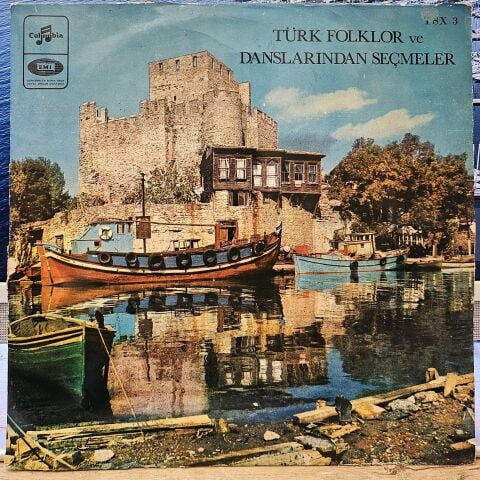 Columbia
EMI
TSX 3
TÜRK FOLKLOR ve
DANSLARINDAN SEÇMELER